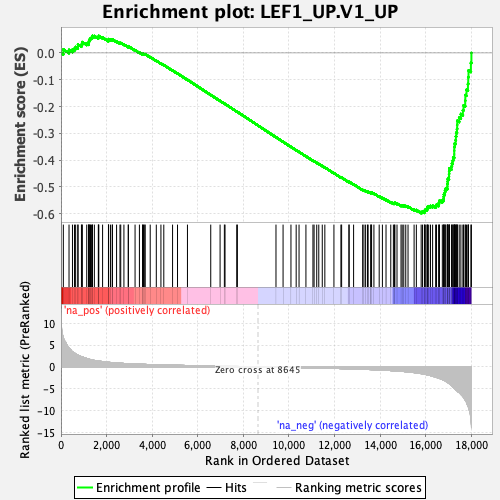 Enrichment plot: LEF1_UP.V1_UP
Enrichment score (ES)
0.0
-0.1
-0.2
-0.3
-0.4
-0.5
-0.6
'na_pos' (positively correlated)
Ranked list metric (PreRanked)
10
5
0
-5
-10
-15
Zero cross at 8645
'na_neg' (negatively correlated)
0
2,000
4,000
6,000
8,000
10,000
12,000
14,000
16,000
18,000
Rank in Ordered Dataset
Enrichment profile
Hits
Ranking metric scores